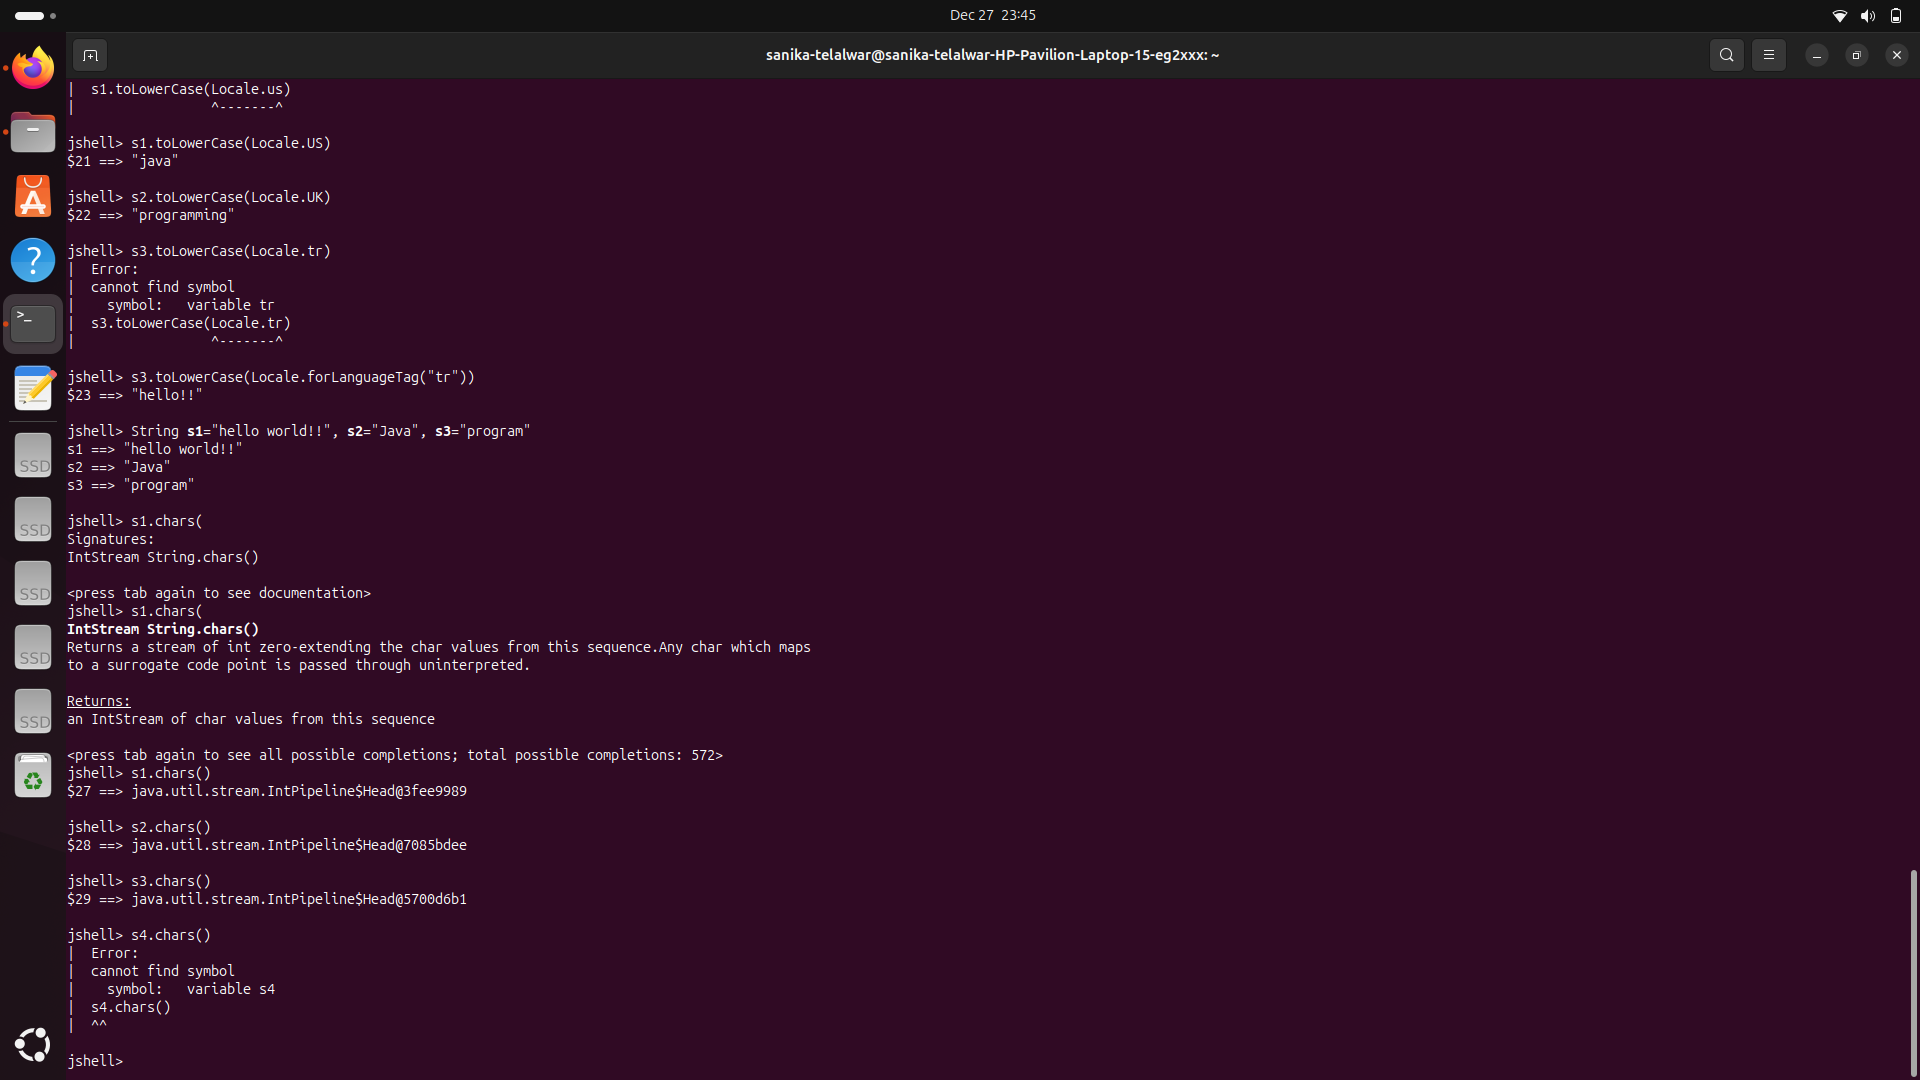 Dec 27  23:45
sanika-telalwar@sanika-telalwar-HP-Pavilion-Laptop-15-eg2xxx: ~
|  s1.toLowerCase(Locale.us)
|                 ^-------^
jshell> s1.toLowerCase(Locale.US)
$21 ==> "java"
jshell> s2.toLowerCase(Locale.UK)
$22 ==> "programming"
jshell> s3.toLowerCase(Locale.tr)
|  Error:
|  cannot find symbol
|    symbol:   variable tr
|  s3.toLowerCase(Locale.tr)
|                 ^-------^
jshell> s3.toLowerCase(Locale.forLanguageTag("tr"))
$23 ==> "hello!!"
jshell> String s1="hello world!!", s2="Java", s3="program"
s1 ==> "hello world!!"
s2 ==> "Java"
s3 ==> "program"
jshell> s1.chars(
Signatures:
IntStream String.chars()
<press tab again to see documentation>
jshell> s1.chars(
IntStream String.chars()
Returns a stream of int zero-extending the char values from this sequence.Any char which maps
to a surrogate code point is passed through uninterpreted.
Returns:
an IntStream of char values from this sequence
<press tab again to see all possible completions; total possible completions: 572>
jshell> s1.chars()
$27 ==> java.util.stream.IntPipeline$Head@3fee9989
jshell> s2.chars()
$28 ==> java.util.stream.IntPipeline$Head@7085bdee
jshell> s3.chars()
$29 ==> java.util.stream.IntPipeline$Head@5700d6b1
jshell> s4.chars()
|  Error:
|  cannot find symbol
|    symbol:   variable s4
|  s4.chars()
|  ^^
jshell>
A
?
>_
SSD
SSD
SSD
SSD
SSD